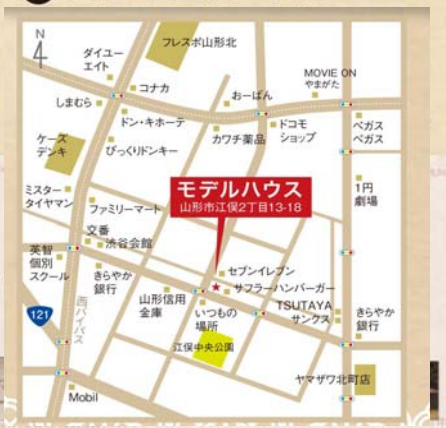 N
4
フレスポ山形北
ダイユー
エイト
コナカ
MOVIE ON
やまがた
しまむら
おーばん
ドン・キホーテ
カワチ薬品
ドコモ
ショップ
ベガス
ベガス
ケーズ
デンキ
びっくりドンキー
モデルハウス
山形市江俣2丁目13-18
1円
劇場
ミスター
タイヤマン
ファミリーマート
交番
渋谷会館
英智
個別
スクール
きらやか
銀行
セブンイレブン
サフラーハンバーガー
山形信用
金庫
いつもの
場所
TSUTAYA
サンクス
きらやか
銀行
121
西バイパス
江俣中央公園
ヤマザワ北町店
Mobil